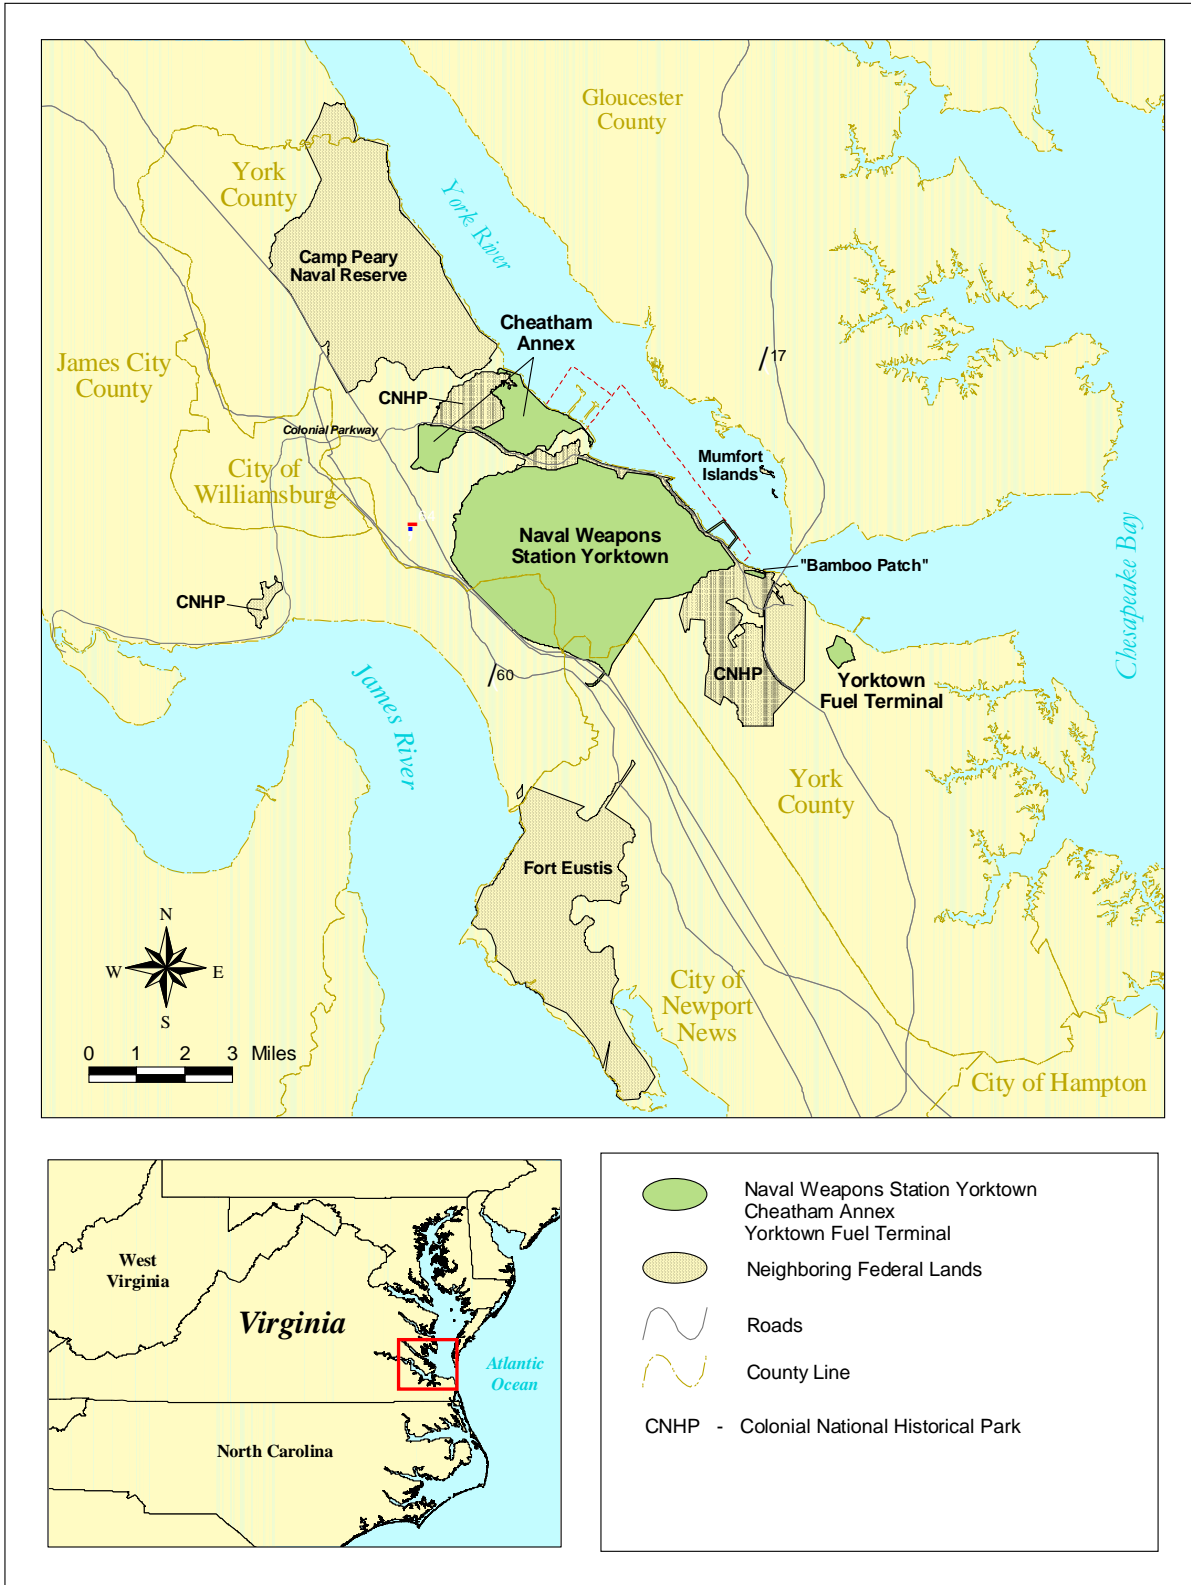 Gloucester
County
York
County
York River
Camp Peary
Naval Reserve
Cheatham
Annex
17
James City
County
CNHP
Colonial Parkway
City of
Williamsburg
Mumfort
Islands
Naval Weapons
Station Yorktown
"Bamboo Patch"
Chesapeake Bay
CNHP
60
CNHP
Yorktown
Fuel Terminal
James River
York
County
Fort Eustis
N
W E
S
City of
Newport
News
0 1 2 3 Miles
City of Hampton
West
Virginia
Virginia
Atlantic
Ocean
North Carolina
Naval Weapons Station Yorktown
Cheatham Annex
Yorktown Fuel Terminal
Neighboring Federal Lands
Roads
County Line
CNHP - Colonial National Historical Park